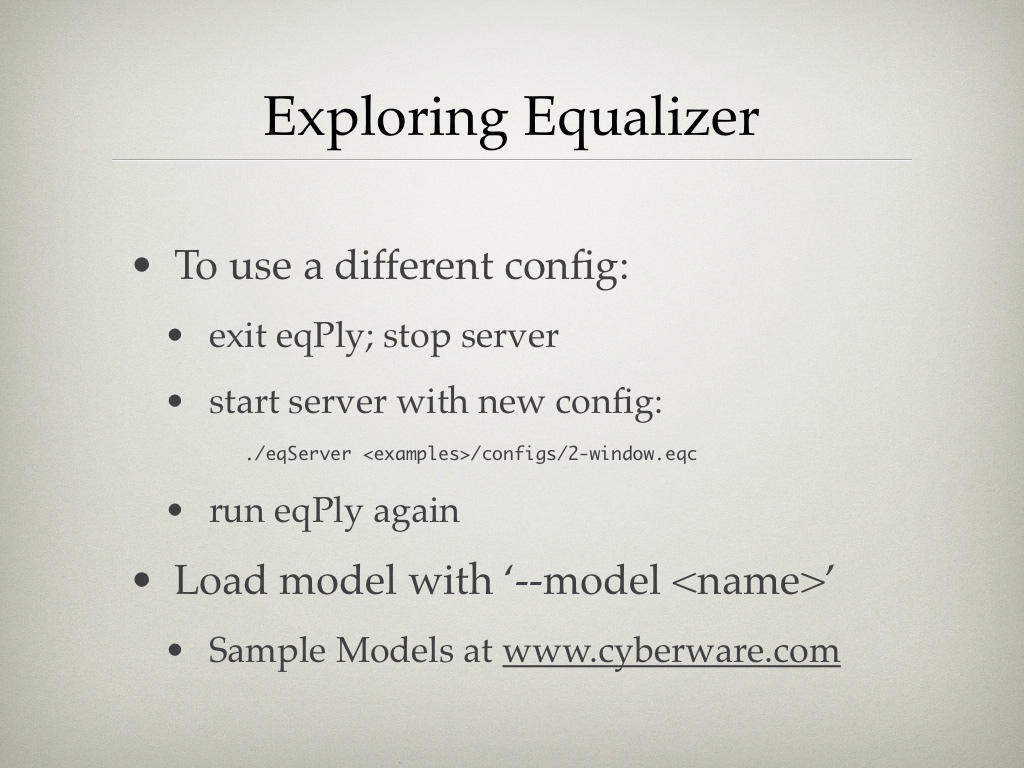 Exploring Equalizer
• To use a different config:
• exit eqPly; stop server
• start server with new config:
./eqServer <examples>/configs/2-window.eqc
• run eqPly again
• Load model with ‘--model <name>’
• Sample Models at www.cyberware.com